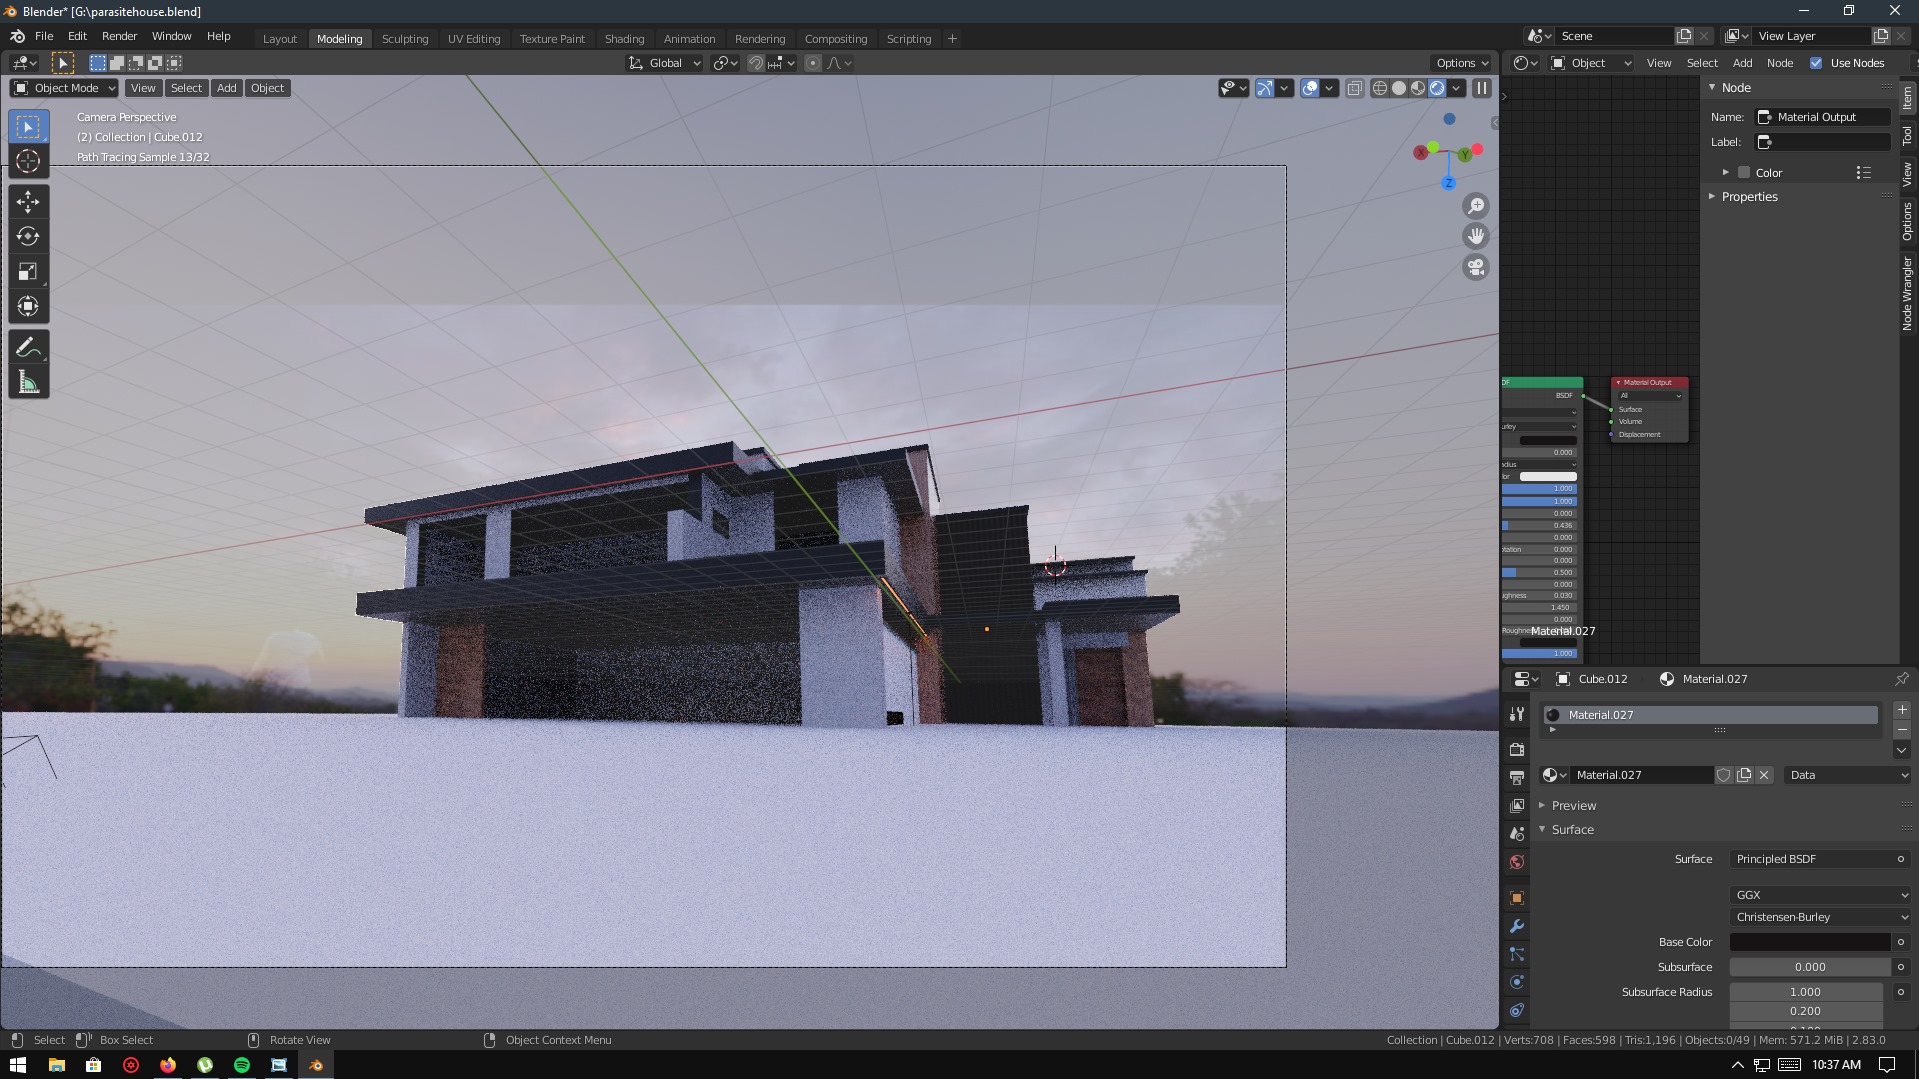 Blender* [G:\parasitehouse.blend]
File Edit Render Window Help
Layout Modeling Sculpting UV Editing Texture Paint Shading Animation Rendering Compositing Scripting +
Scene
View Layer
Global
Options
Object
View Select Add Node Use Nodes
Object Mode View Select Add Object
Camera Perspective
(2) Collection | Cube.012
Path Tracing Sample 13/32
X Y Z
Node
Name: Material Output
Label:
Color
Properties
Item
Tool
View
Options
Node Wrangler
BSDF
Material Output
All
Surface
Volume
Displacement
0.000
1.000
1.000
0.000
0.436
0.000
0.000
0.500
0.000
0.030
1.450
0.000
Material.027
1.000
Cube.012 Material.027
Material.027
Material.027 Data
Preview
Surface
Surface Principled BSDF
GGX
Christensen-Burley
Base Color
Subsurface 0.000
Subsurface Radius 1.000
0.200
Select Box Select Rotate View Object Context Menu
Collection | Cube.012 | Verts:708 | Faces:598 | Tris:1,196 | Objects:0/49 | Mem: 571.2 MiB | 2.83.0
10:37 AM